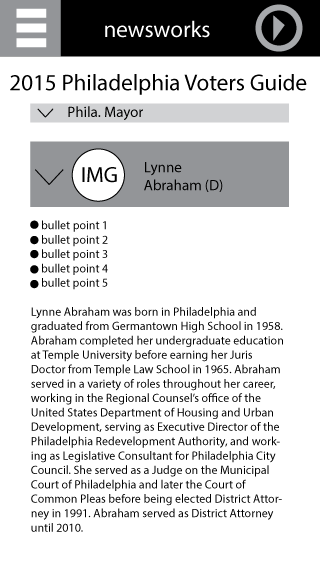 newsworks
2015 Philadelphia Voters Guide
Phila. Mayor
IMG
Lynne
Abraham (D)
bullet point 1
bullet point 2
bullet point 3
bullet point 4
bullet point 5
Lynne Abraham was born in Philadelphia and
graduated from Germantown High School in 1958.
Abraham completed her undergraduate education
at Temple University before earning her Juris
Doctor from Temple Law School in 1965. Abraham
served in a variety of roles throughout her career,
working in the Regional Counsel's office of the
United States Department of Housing and Urban
Development, serving as Executive Director of the
Philadelphia Redevelopment Authority, and work-
ing as Legislative Consultant for Philadelphia City
Council. She served as a Judge on the Municipal
Court of Philadelphia and later the Court of
Common Pleas before being elected District Attor-
ney in 1991. Abraham served as District Attorney
until 2010.